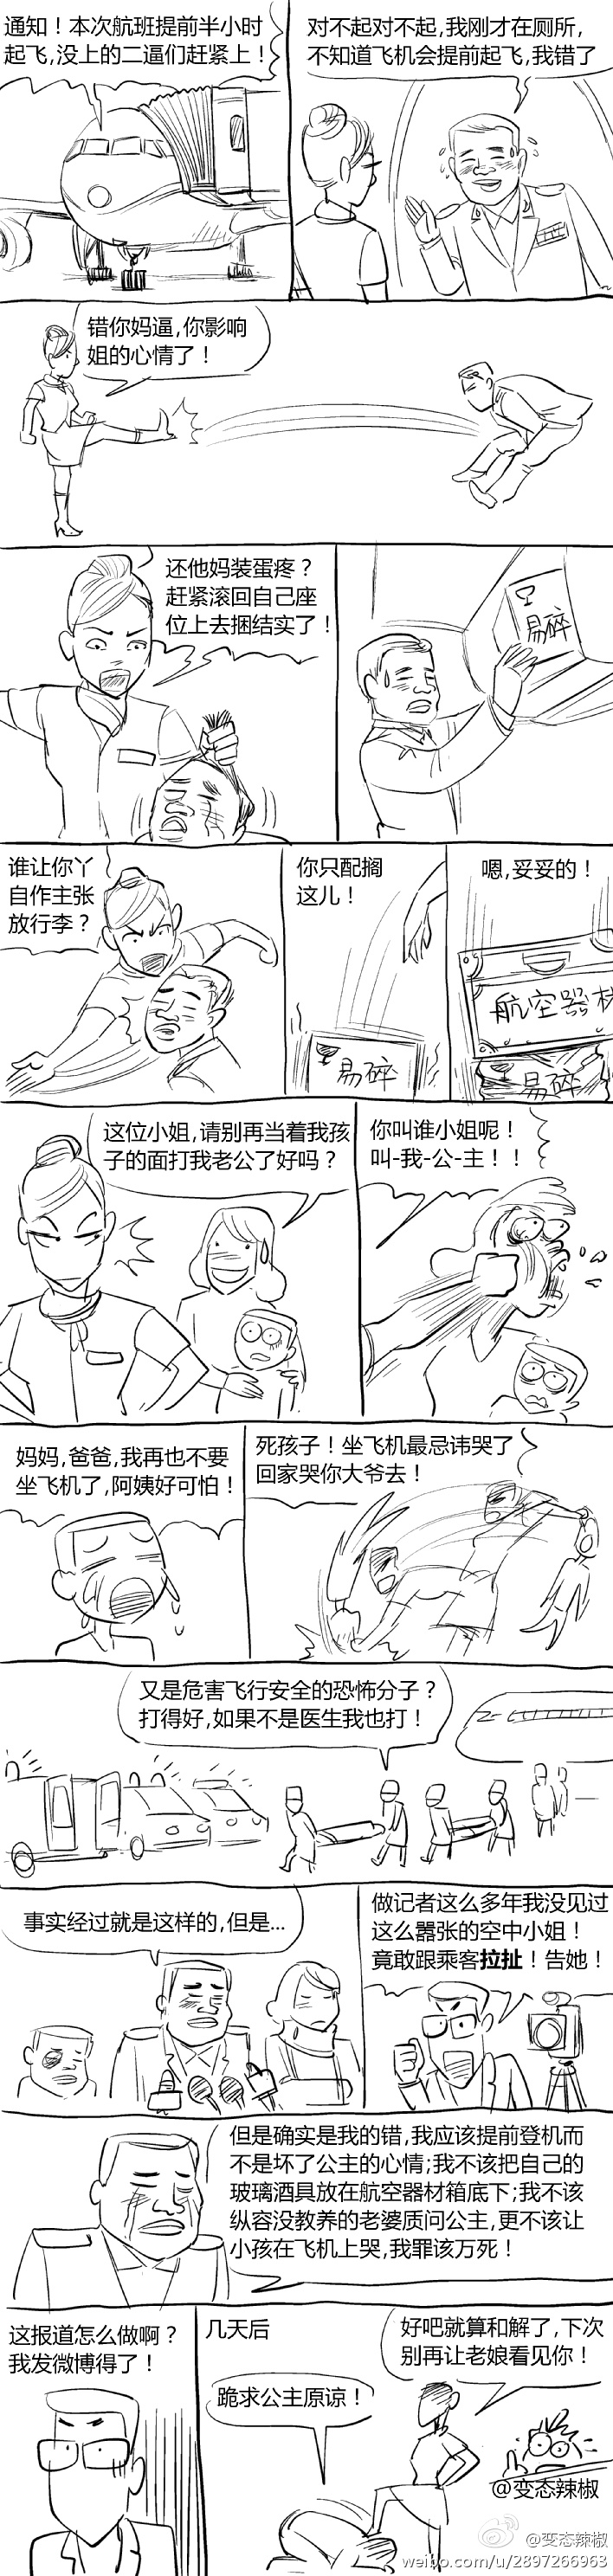 通知！本次航班提前半小时
起飞,没上的二逼们赶紧上！
对不起对不起,我刚才在厕所,
不知道飞机会提前起飞,我错了
错你妈逼,你影响
姐的心情了！
还他妈装蛋疼？
赶紧滚回自己座
位上去捆结实了！
易碎
谁让你丫
自作主张
放行李？
你只配搁
这儿！
易碎
嗯,妥妥的！
航空器材
易碎
这位小姐,请别再当着我孩
子的面打我老公了好吗？
你叫谁小姐呢！
叫-我-公-主！！
妈妈,爸爸,我再也不要
坐飞机了,阿姨好可怕！
死孩子！坐飞机最忌讳哭了
回家哭你大爷去！
又是危害飞行安全的恐怖分子？
打得好,如果不是医生我也打！
事实经过就是这样的,但是...
做记者这么多年我没见过
这么嚣张的空中小姐！
竟敢跟乘客拉扯！告她！
但是确实是我的错,我应该提前登机而
不是坏了公主的心情;我不该把自己的
玻璃酒具放在航空器材箱底下;我不该
纵容没教养的老婆质问公主,更不该让
小孩在飞机上哭,我罪该万死！
这报道怎么做啊？
我发微博得了！
几天后
跪求公主原谅！
好吧就算和解了,下次
别再让老娘看见你！
@变态辣椒
@变态辣椒
weibo.com/u/2897266963